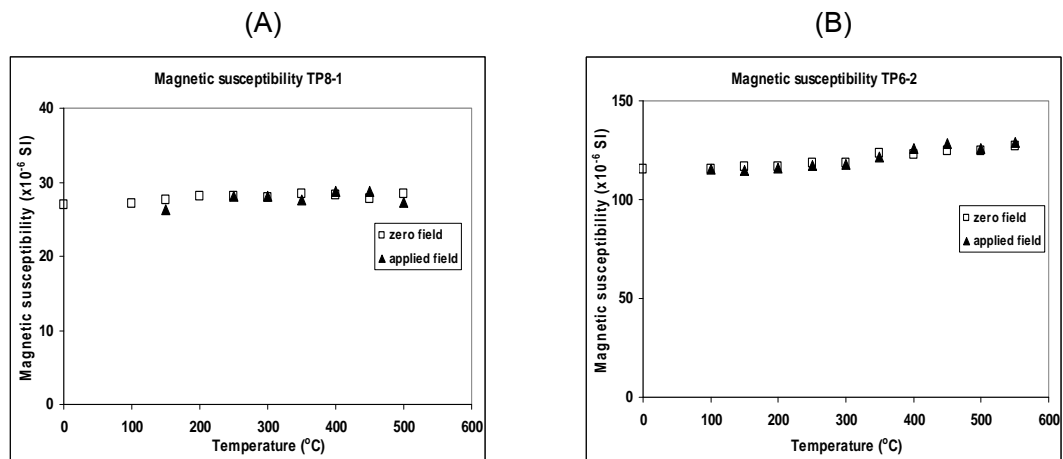 (A)
Magnetic susceptibility TP8-1
Magnetic susceptibility (x10⁻⁶ SI)
40
30
20
10
0
0 100 200 300 400 500 600
Temperature (°C)
zero field
applied field
(B)
Magnetic susceptibility TP6-2
Magnetic susceptibility (x10⁻⁶ SI)
150
100
50
0
0 100 200 300 400 500 600
Temperature (°C)
zero field
applied field